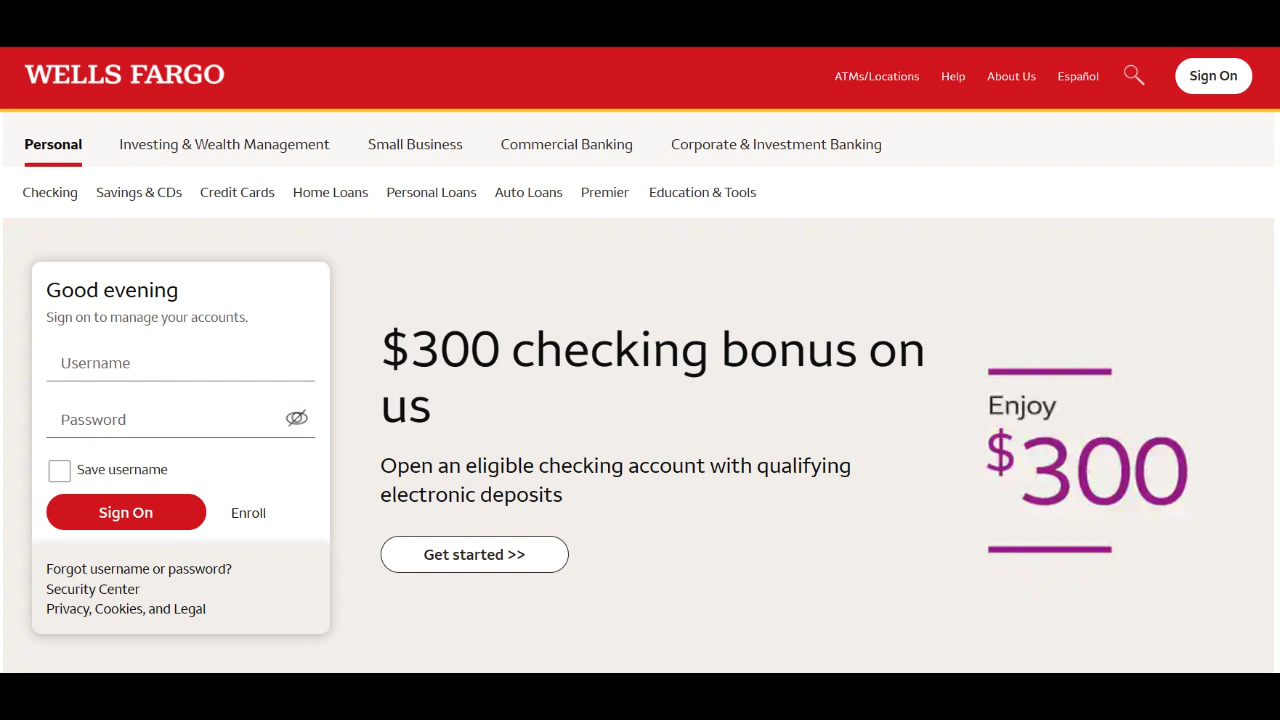 WELLS FARGO
ATMs/Locations Help About Us Español Sign On
Personal Investing & Wealth Management Small Business Commercial Banking Corporate & Investment Banking
Checking Savings & CDs Credit Cards Home Loans Personal Loans Auto Loans Premier Education & Tools
Good evening
Sign on to manage your accounts.
Username
Password
Save username
Sign On Enroll
Forgot username or password?
Security Center
Privacy, Cookies, and Legal
$300 checking bonus on
us
Open an eligible checking account with qualifying
electronic deposits
Get started >>
Enjoy
$300